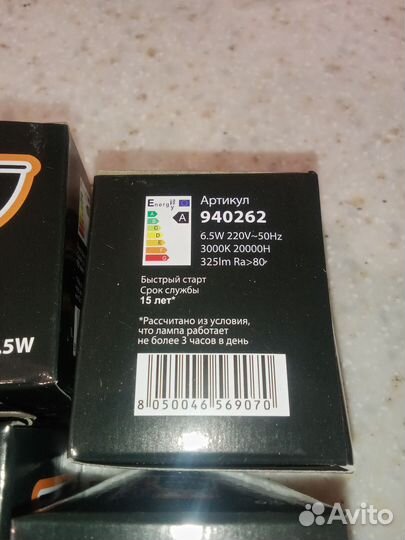 Energy
A
A
B
C
D
E
F
G
Артикул
940262
6.5W 220V~50Hz
3000K 20000H
325lm Ra>80
Быстрый старт
Срок службы
15 лет*
*Рассчитано из условия,
что лампа работает
не более 3 часов в день
8 050046 569070
.5W
Avito